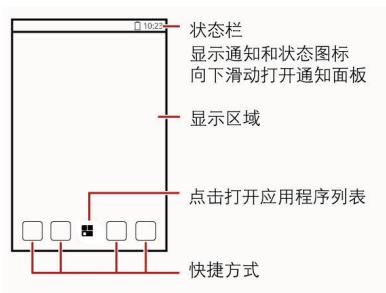 10:23
状态栏
显示通知和状态图标
向下滑动打开通知面板
显示区域
点击打开应用程序列表
快捷方式